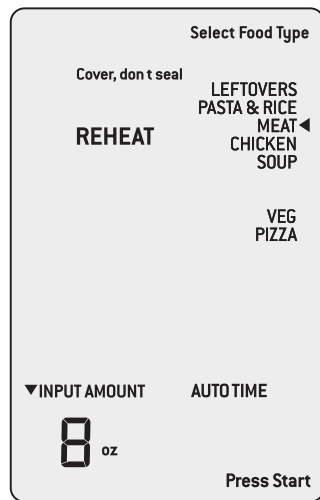 Select Food Type
Cover, don t seal
LEFTOVERS
PASTA & RICE
MEAT◀
REHEAT
CHICKEN
SOUP
VEG
PIZZA
▼INPUT AMOUNT AUTO TIME
8 oz
Press Start